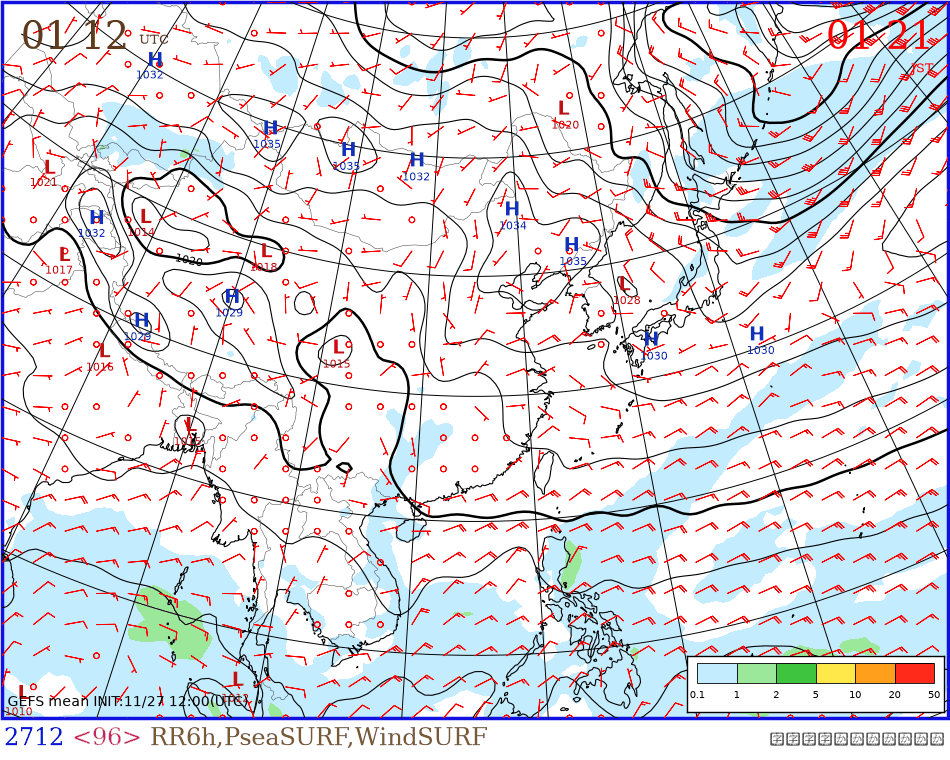 01 12 UTC
01 21 JST
H 1032
L 1020
H 1035
H 1035
H 1032
L 1021
H 1032
L 1014
H 1034
H 1035
L 1017
L 1018
1020
L 1028
H 1029
H 1029
H 1030
H 1030
L 1016
L 1015
L
L 1012
L 1010
GEFS mean INIT:11/27 12:00(UTC)
0.1 1 2 5 10 20 50
2712 <96> RR6h,PseaSURF,WindSURF